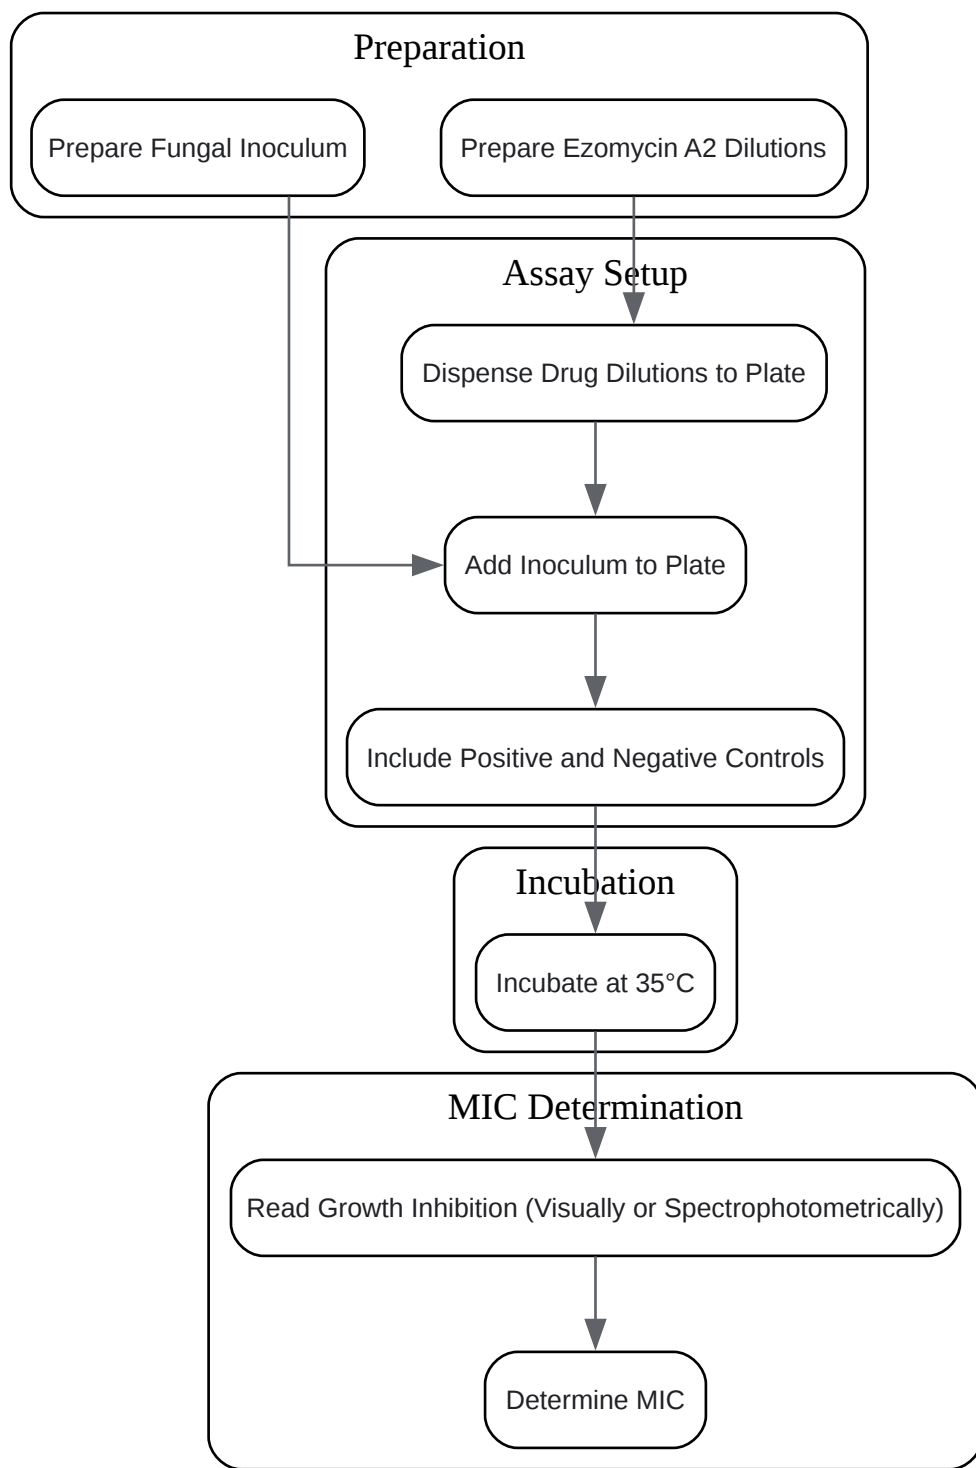 Preparation
Prepare Fungal Inoculum
Prepare Ezomycin A2 Dilutions
Assay Setup
Dispense Drug Dilutions to Plate
Add Inoculum to Plate
Include Positive and Negative Controls
Incubation
Incubate at 35°C
MIC Determination
Read Growth Inhibition (Visually or Spectrophotometrically)
Determine MIC